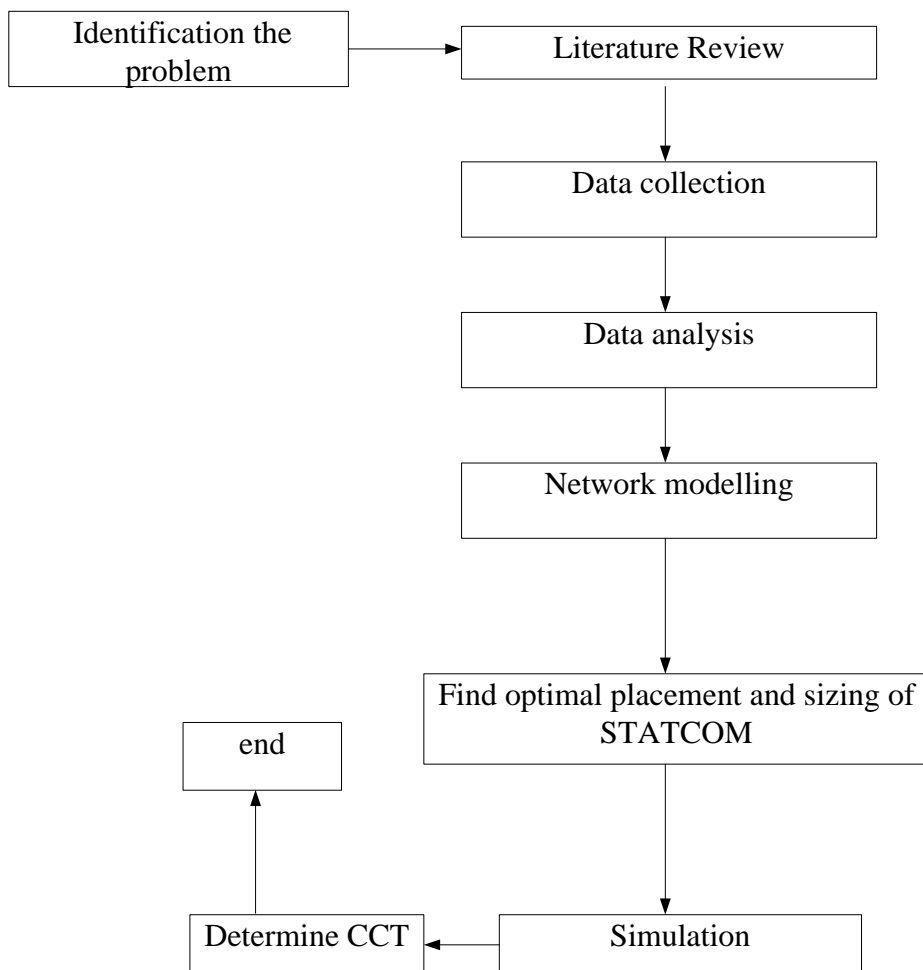 Identification the
problem
Literature Review
Data collection
Data analysis
Network modelling
Find optimal placement and sizing of
STATCOM
end
Determine CCT
Simulation